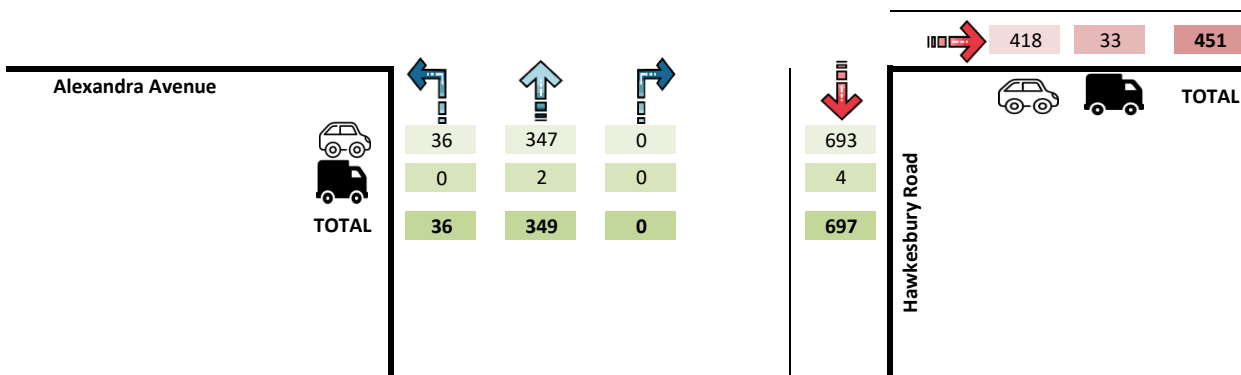 418 33 451
Alexandra Avenue
TOTAL
36 347 0 693
0 2 0 4
TOTAL 36 349 0 697
Hawkesbury Road